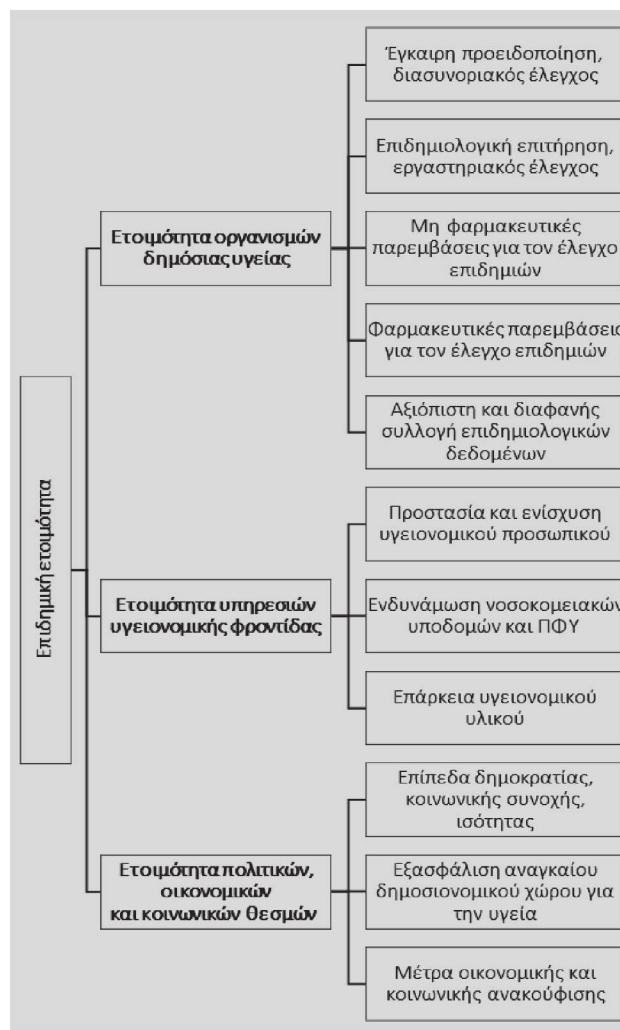 Επιδημική ετοιμότητα
Ετοιμότητα οργανισμών
δημόσιας υγείας
Έγκαιρη προειδοποίηση,
διασυνοριακός έλεγχος
Επιδημιολογική επιτήρηση,
εργαστηριακός έλεγχος
Μη φαρμακευτικές
παρεμβάσεις για τον έλεγχο
επιδημιών
Φαρμακευτικές παρεμβάσεις
για τον έλεγχο επιδημιών
Αξιόπιστη και διαφανής
συλλογή επιδημιολογικών
δεδομένων
Ετοιμότητα υπηρεσιών
υγειονομικής φροντίδας
Προστασία και ενίσχυση
υγειονομικού προσωπικού
Ενδυνάμωση νοσοκομειακών
υποδομών και ΠΦΥ
Επάρκεια υγειονομικού
υλικού
Ετοιμότητα πολιτικών,
οικονομικών
και κοινωνικών θεσμών
Επίπεδα δημοκρατίας,
κοινωνικής συνοχής,
ισότητας
Εξασφάλιση αναγκαίου
δημοσιονομικού χώρου για
την υγεία
Μέτρα οικονομικής και
κοινωνικής ανακούφισης